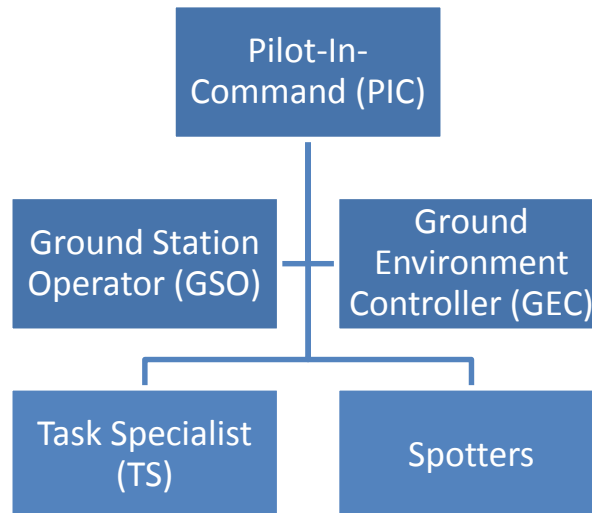 Pilot-In-
Command (PIC)
Ground Station
Operator (GSO)
Ground
Environment
Controller (GEC)
Task Specialist
(TS)
Spotters